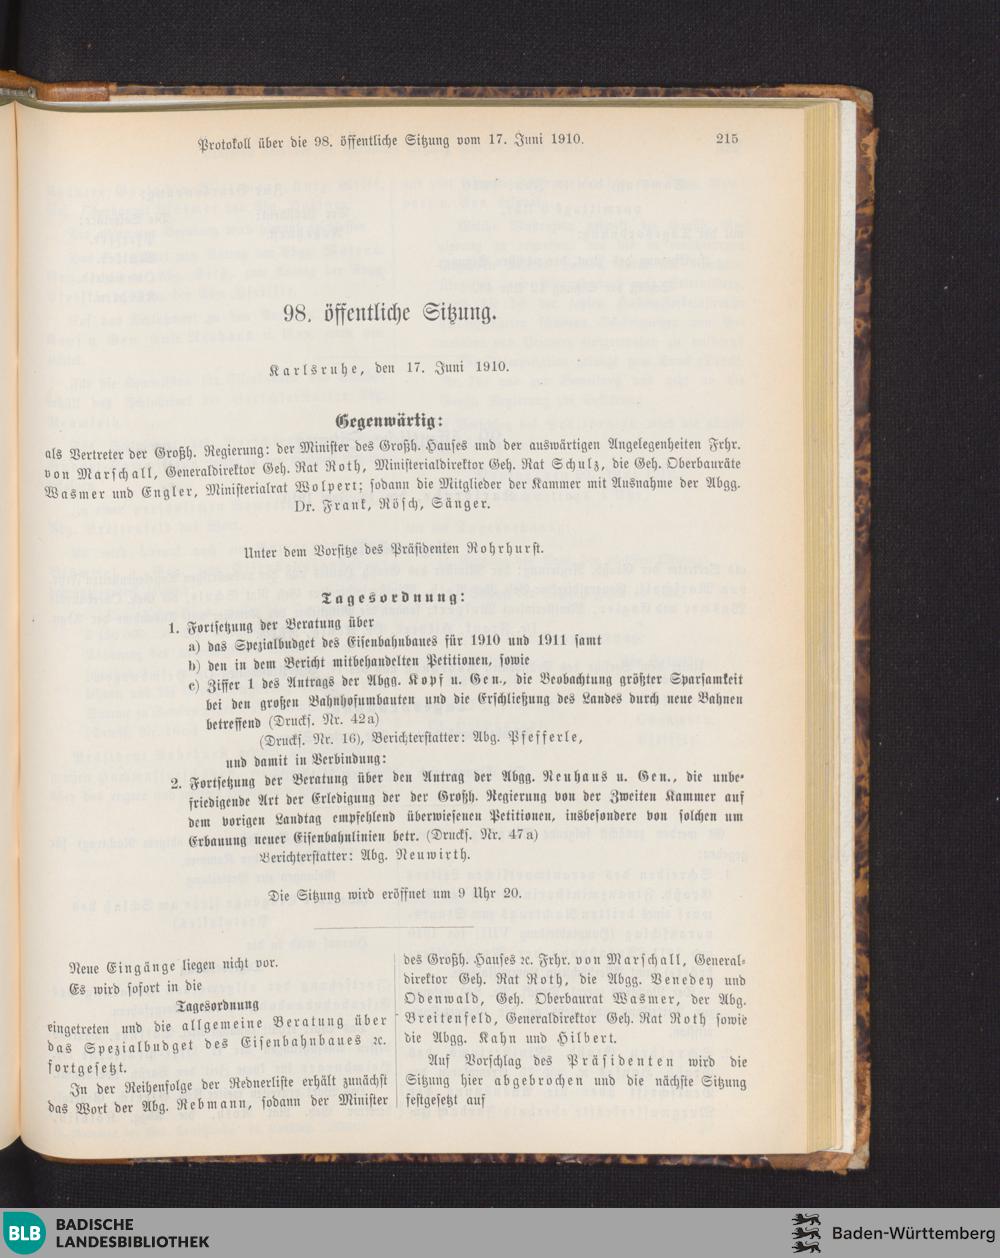 Protokoll über die 98. öffentliche Sitzung vom 17. Juni 1910.
215
98. öffentliche Sitzung.
Karlsruhe, den 17. Juni 1910.
Gegenwärtig:
als Vertreter der Großh. Regierung: der Minister des Großh. Hauses und der auswärtigen Angelegenheiten Frhr.
von Marschall, Generaldirektor Geh. Rat Roth, Ministerialdirektor Geh. Rat Schulz, die Geh. Oberbauräte
Wasmer und Engler, Ministerialrat Wolpert; sodann die Mitglieder der Kammer mit Ausnahme der Abgg.
Dr. Frank, Rösch, Sänger.
Unter dem Vorsitze des Präsidenten Rohrhurst.
Tagesordnung:
1. Fortsetzung der Beratung über
a) das Spezialbudget des Eisenbahnbaues für 1910 und 1911 samt
b) den in dem Bericht mitbehandelten Petitionen, sowie
c) Ziffer 1 des Antrags der Abgg. Kopf u. Gen., die Beobachtung größter Sparsamkeit
bei den großen Bahnhofumbauten und die Erschließung des Landes durch neue Bahnen
betreffend (Drucks. Nr. 42a)
(Drucks. Nr. 16), Berichterstatter: Abg. Pfefferle,
und damit in Verbindung:
2. Fortsetzung der Beratung über den Antrag der Abgg. Neuhaus u. Gen., die unbe-
friedigende Art der Erledigung der der Großh. Regierung von der Zweiten Kammer auf
dem vorigen Landtag empfehlend überwiesenen Petitionen, insbesondere von solchen um
Erbauung neuer Eisenbahnlinien betr. (Drucks. Nr. 47a)
Berichterstatter: Abg. Neuwirth.
Die Sitzung wird eröffnet um 9 Uhr 20.
Neue Eingänge liegen nicht vor.
Es wird sofort in die
Tagesordnung
eingetreten und die allgemeine Beratung über
das Spezialbudget des Eisenbahnbaues ꝛc.
fortgesetzt.
In der Reihenfolge der Rednerliste erhält zunächst
das Wort der Abg. Rebmann, sodann der Minister
des Großh. Hauses ꝛc. Frhr. von Marschall, General-
direktor Geh. Rat Roth, die Abgg. Benedey und
Odenwald, Geh. Oberbaurat Wasmer, der Abg.
Breitenfeld, Generaldirektor Geh. Rat Roth sowie
die Abgg. Kahn und Hilbert.
Auf Vorschlag des Präsidenten wird die
Sitzung hier abgebrochen und die nächste Sitzung
festgesetzt auf
BLB
BADISCHE
LANDESBIBLIOTHEK
Baden-Württemberg